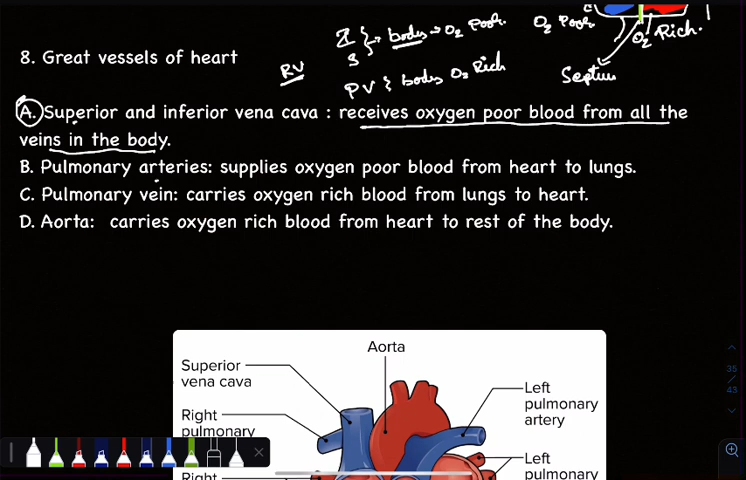 I } → body → O₂ Poor.
S
O₂ Poor
O₂ Rich.
8. Great vessels of heart
RV
PV } body O₂ Rich
Septum
A. Superior and inferior vena cava : receives oxygen poor blood from all the
veins in the body.
B. Pulmonary arteries: supplies oxygen poor blood from heart to lungs.
C. Pulmonary vein: carries oxygen rich blood from lungs to heart.
D. Aorta: carries oxygen rich blood from heart to rest of the body.
Aorta
Superior
vena cava
Left
pulmonary
artery
Right
pulmonary
Left
pulmonary
Right
35
/
43